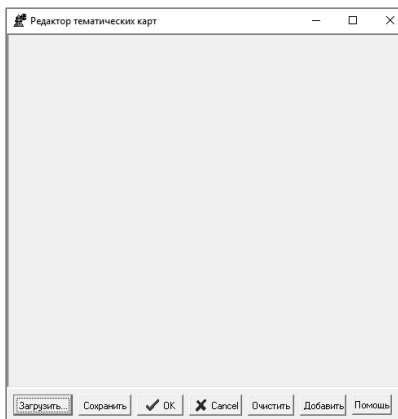 Редактор тематических карт
Загрузить... Сохранить OK Cancel Очистить Добавить Помощь